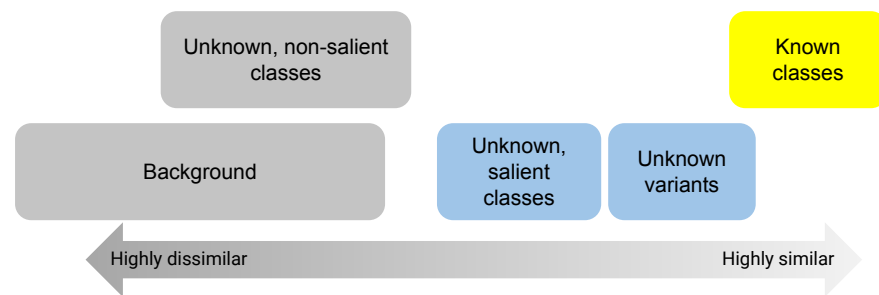 Unknown, non-salient
classes
Known
classes
Background
Unknown,
salient
classes
Unknown
variants
Highly dissimilar
Highly similar